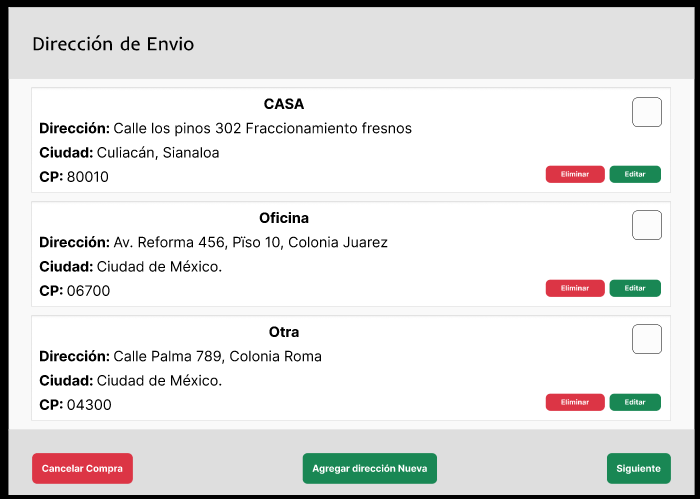 Dirección de Envio
CASA
Dirección: Calle los pinos 302 Fraccionamiento fresnos
Ciudad: Culiacán, Sianaloa
CP: 80010
Eliminar
Editar
Oficina
Dirección: Av. Reforma 456, Pïso 10, Colonia Juarez
Ciudad: Ciudad de México.
CP: 06700
Eliminar
Editar
Otra
Dirección: Calle Palma 789, Colonia Roma
Ciudad: Ciudad de México.
CP: 04300
Eliminar
Editar
Cancelar Compra
Agregar dirección Nueva
Siguiente